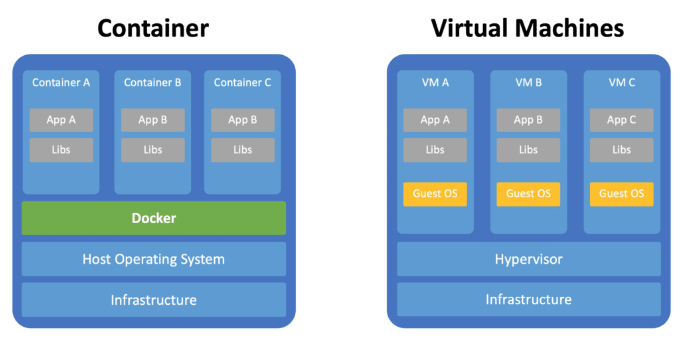 Container
Container A
Container B
Container C
App A
App B
App B
Libs
Libs
Libs
Docker
Host Operating System
Infrastructure
Virtual Machines
VM A
VM B
VM C
App A
App B
App C
Libs
Libs
Libs
Guest OS
Guest OS
Guest OS
Hypervisor
Infrastructure